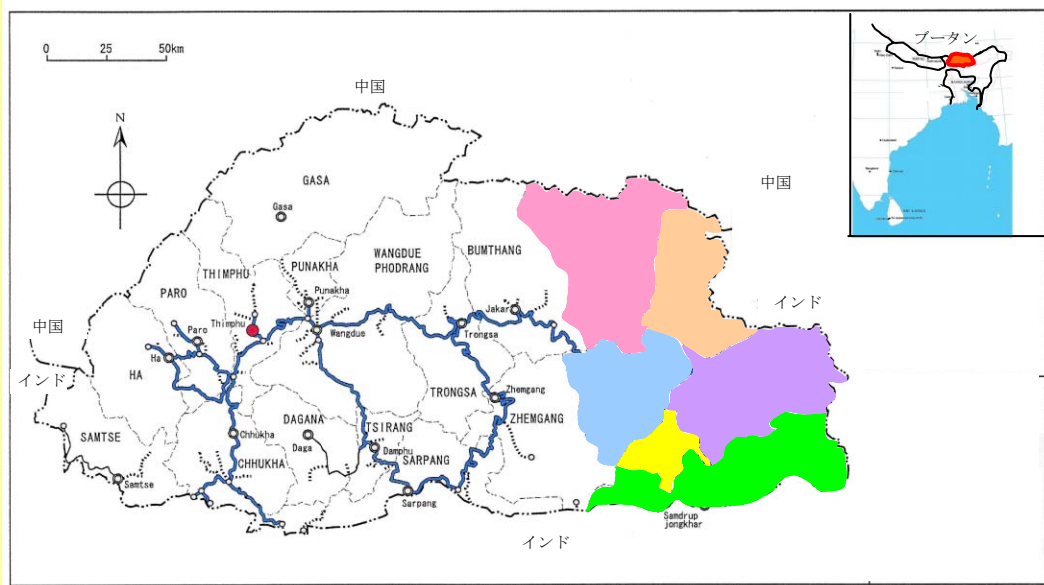 0 25 50km
N
中国
ブータン
中国
GASA
Gasa
WANGDUE
PHODRANG
BUMTHANG
PUNAKHA
Punakha
THIMPHU
PARO
インド
Jakar
Thimphu
中国
Paro
Wangdue
Trongsa
Ha
インド
HA
TRONGSA
Zhemgang
ZHEMGANG
DAGANA
TSIRANG
SAMTSE
Chhukha
Daga
Damphu
SARPANG
CHHUKHA
Samtse
Sarpang
Samdrup
jongkhar
インド